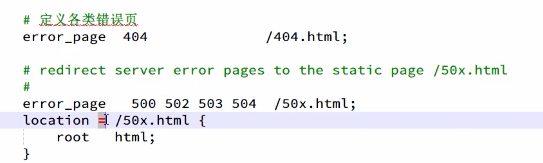 # 定义各类错误页
error_page 404 /404.html;
# redirect server error pages to the static page /50x.html
#
error_page 500 502 503 504 /50x.html;
location = /50x.html {
root html;
}